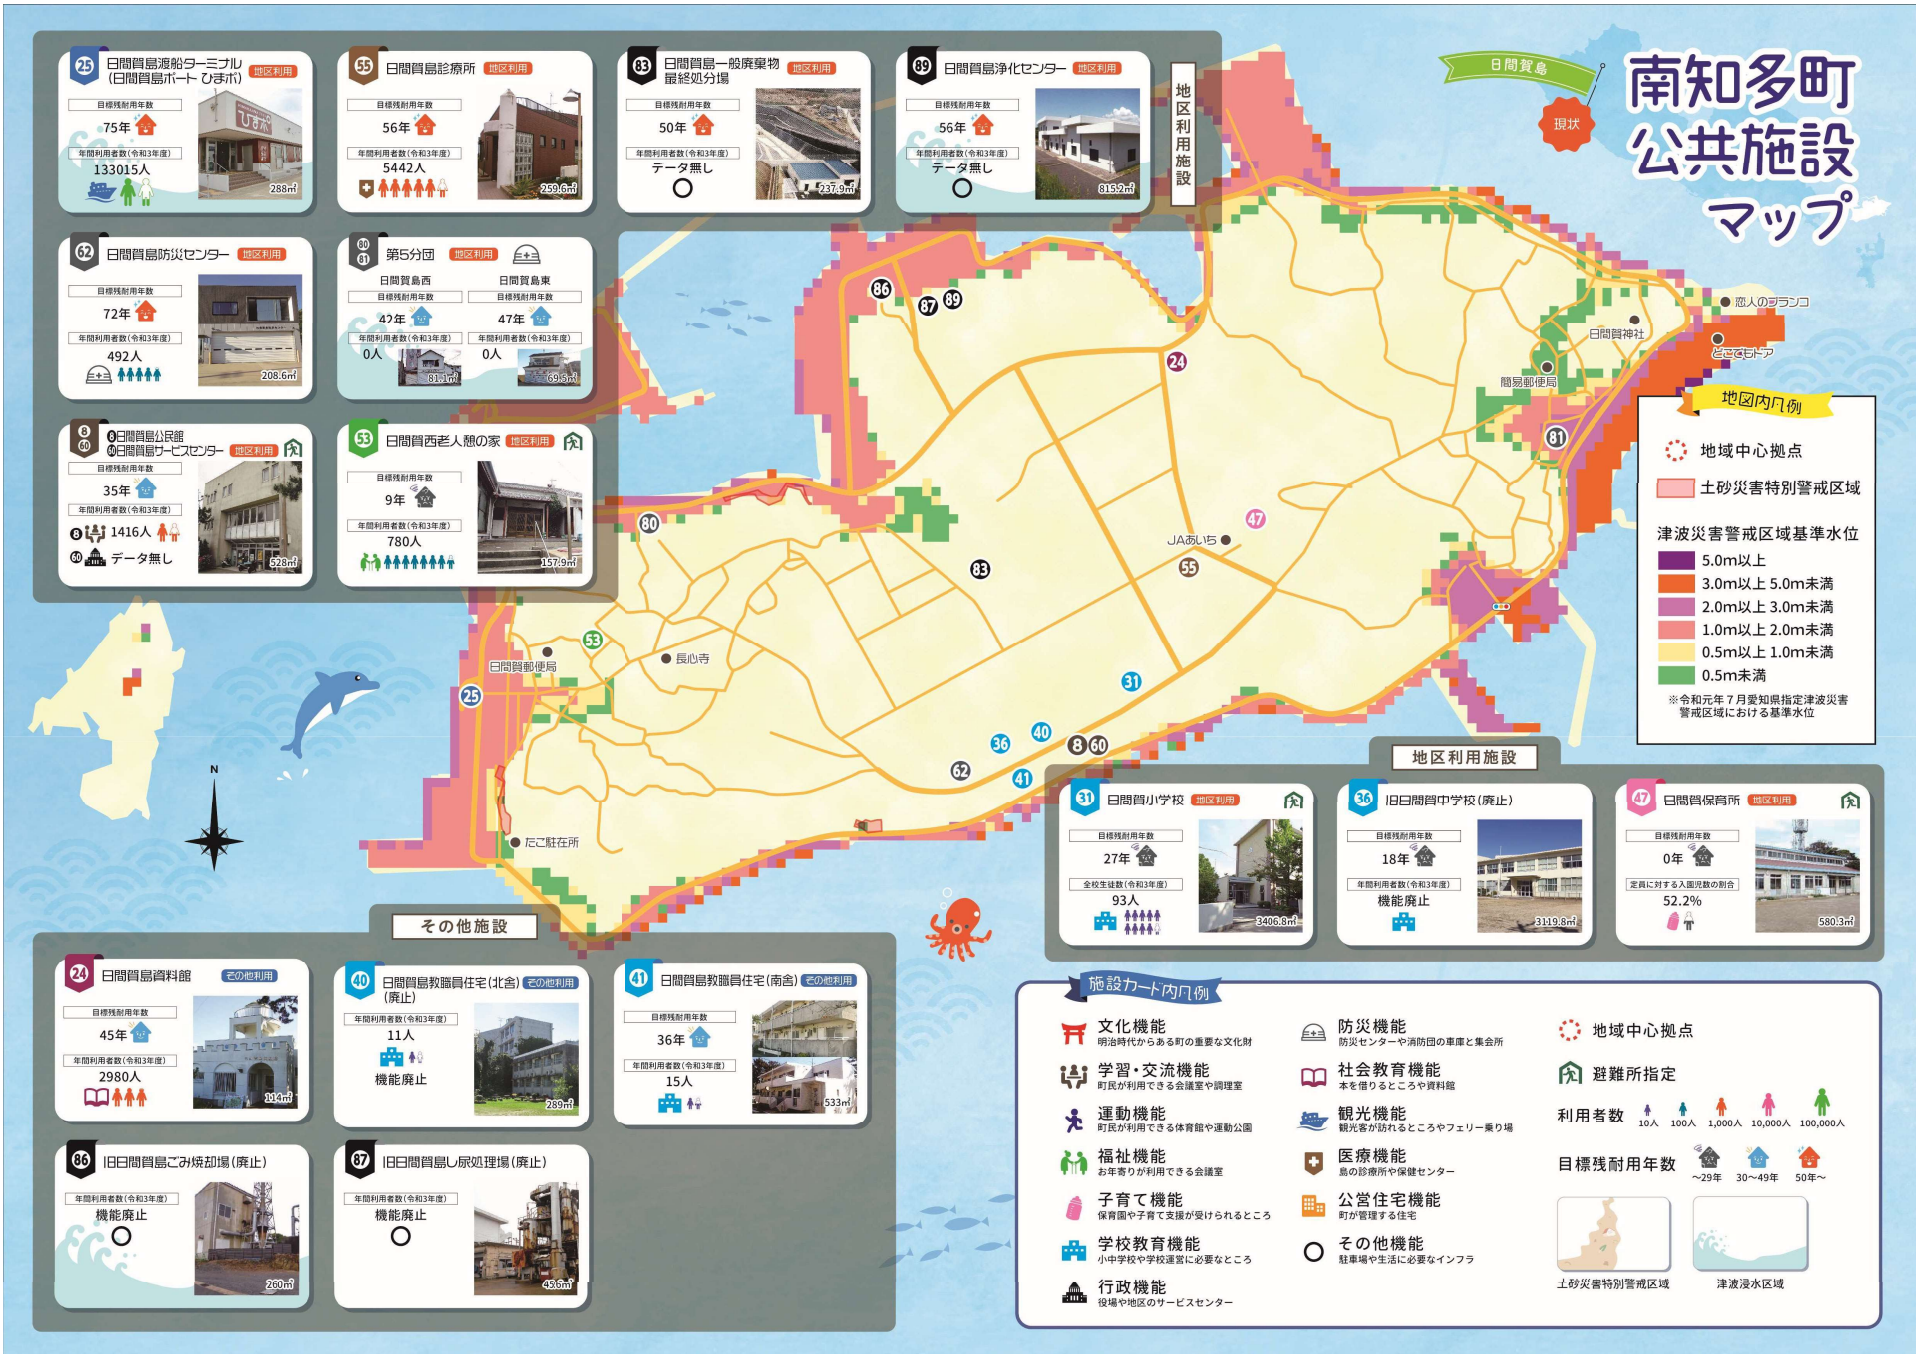 南知多町
公共施設
マップ
日間賀島
現状
地区利用施設
25
日間賀島渡船ターミナル
(日間賀島ポート ひまポ)
地区利用
目標残耐用年数
75年
年間利用者数(令和3年度)
133015人
288㎡
55
日間賀島診療所
地区利用
目標残耐用年数
56年
年間利用者数(令和3年度)
5442人
259.6㎡
83
日間賀島一般廃棄物
最終処分場
地区利用
目標残耐用年数
50年
年間利用者数(令和3年度)
データ無し
237.9㎡
89
日間賀島浄化センター
地区利用
目標残耐用年数
56年
年間利用者数(令和3年度)
データ無し
815.2㎡
62
日間賀島防災センター
地区利用
目標残耐用年数
72年
年間利用者数(令和3年度)
492人
208.6㎡
80
81
第5分団
地区利用
日間賀島西
目標残耐用年数
42年
年間利用者数(令和3年度)
0人
81.1㎡
日間賀島東
目標残耐用年数
47年
年間利用者数(令和3年度)
0人
69.5㎡
8
60
8日間賀島公民館
60日間賀島サービスセンター
地区利用
目標残耐用年数
35年
年間利用者数(令和3年度)
8 1416人
60 データ無し
528㎡
53
日間賀西老人憩の家
地区利用
目標残耐用年数
9年
年間利用者数(令和3年度)
780人
157.9㎡
86
87
89
24
恋人のブランコ
日間賀神社
どこでもドア
簡易郵便局
81
80
47
JAあいち
55
83
53
日間賀郵便局
長心寺
25
31
40
36
8
60
62
41
たこ駐在所
N
地区内凡例
地域中心拠点
土砂災害特別警戒区域
津波災害警戒区域基準水位
5.0m以上
3.0m以上 5.0m未満
2.0m以上 3.0m未満
1.0m以上 2.0m未満
0.5m以上 1.0m未満
0.5m未満
※令和元年7月愛知県指定津波災害
警戒区域における基準水位
地区利用施設
31
日間賀小学校
地区利用
目標残耐用年数
27年
全校生徒数(令和3年度)
93人
3406.8㎡
36
旧日間賀中学校(廃止)
目標残耐用年数
18年
年間利用者数(令和3年度)
機能廃止
3119.8㎡
47
日間賀保育所
地区利用
目標残耐用年数
0年
定員に対する入園児数の割合
52.2%
580.3㎡
その他施設
24
日間賀島資料館
その他利用
目標残耐用年数
45年
年間利用者数(令和3年度)
2980人
114㎡
40
日間賀島教職員住宅(北舎)
(廃止)
その他利用
年間利用者数(令和3年度)
11人
機能廃止
289㎡
41
日間賀島教職員住宅(南舎)
その他利用
目標残耐用年数
36年
年間利用者数(令和3年度)
15人
533㎡
86
旧日間賀島ごみ焼却場(廃止)
年間利用者数(令和3年度)
機能廃止
260㎡
87
旧日間賀島し尿処理場(廃止)
年間利用者数(令和3年度)
機能廃止
施設カード内凡例
文化機能
明治時代からある町の重要な文化財
学習・交流機能
町民が利用できる会議室や調理室
運動機能
町民が利用できる体育館や運動公園
福祉機能
お年寄りが利用できる会議室
子育て機能
保育園や子育て支援が受けられるところ
学校教育機能
小中学校や学校運営に必要なところ
行政機能
役場や地区のサービスセンター
防災機能
防災センターや消防団の車庫と集会所
社会教育機能
本を借りるところや資料館
観光機能
観光客が訪れるところやフェリー乗り場
医療機能
島の診療所や保健センター
公営住宅機能
町が管理する住宅
その他機能
駐車場や生活に必要なインフラ
地域中心拠点
避難所指定
利用者数
10人 100人 1,000人 10,000人 100,000人
目標残耐用年数
～29年 30～49年 50年～
土砂災害特別警戒区域
津波浸水区域